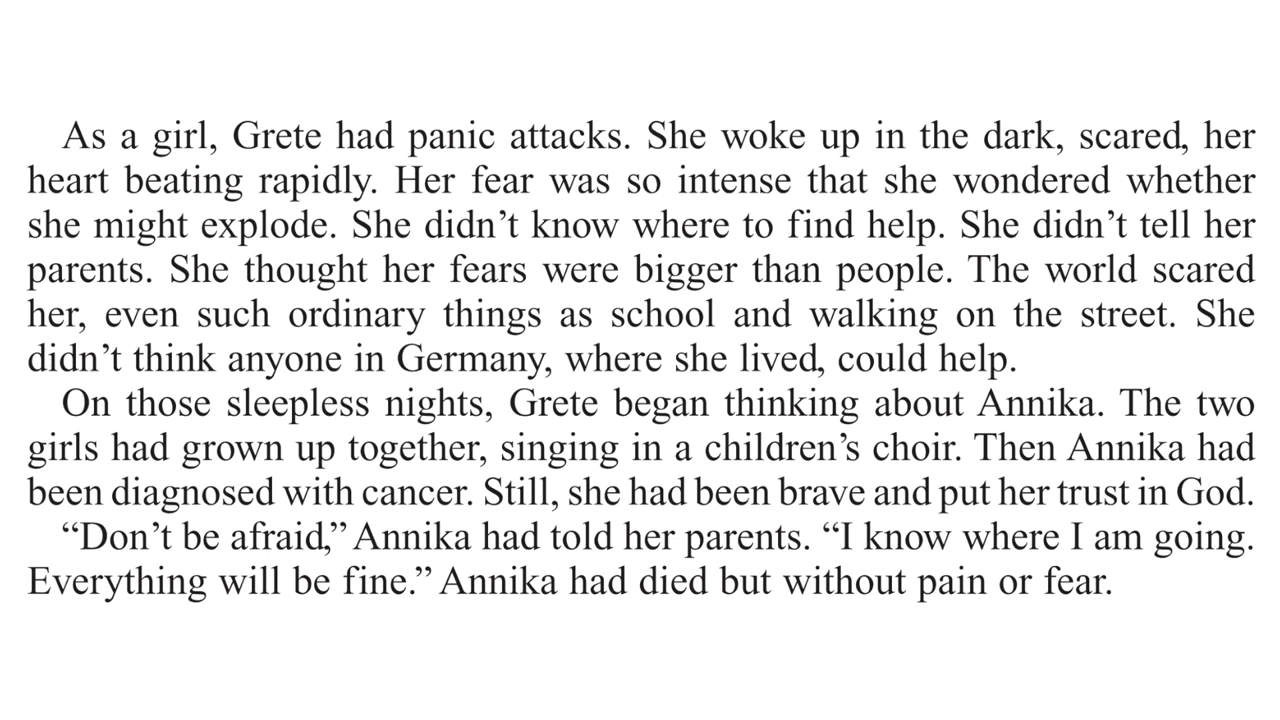 As a girl, Grete had panic attacks. She woke up in the dark, scared, her
heart beating rapidly. Her fear was so intense that she wondered whether
she might explode. She didn’t know where to find help. She didn’t tell her
parents. She thought her fears were bigger than people. The world scared
her, even such ordinary things as school and walking on the street. She
didn’t think anyone in Germany, where she lived, could help.
On those sleepless nights, Grete began thinking about Annika. The two
girls had grown up together, singing in a children’s choir. Then Annika had
been diagnosed with cancer. Still, she had been brave and put her trust in God.
“Don’t be afraid,” Annika had told her parents. “I know where I am going.
Everything will be fine.” Annika had died but without pain or fear.